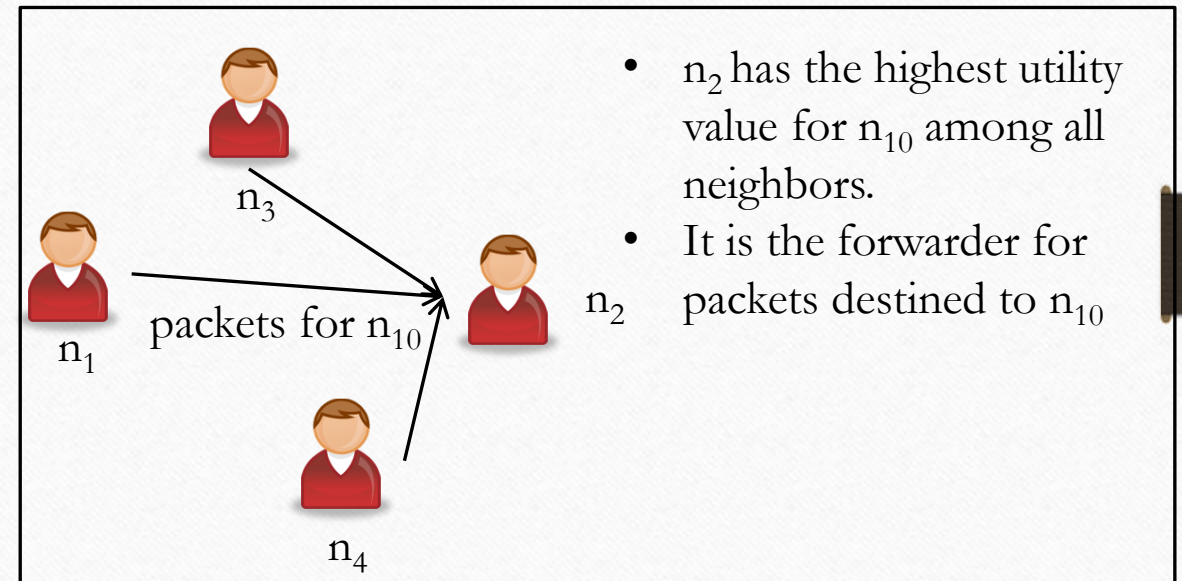 n₃
n₁
packets for n₁₀
n₄
n₂
• n₂ has the highest utility
value for n₁₀ among all
neighbors.
• It is the forwarder for
packets destined to n₁₀